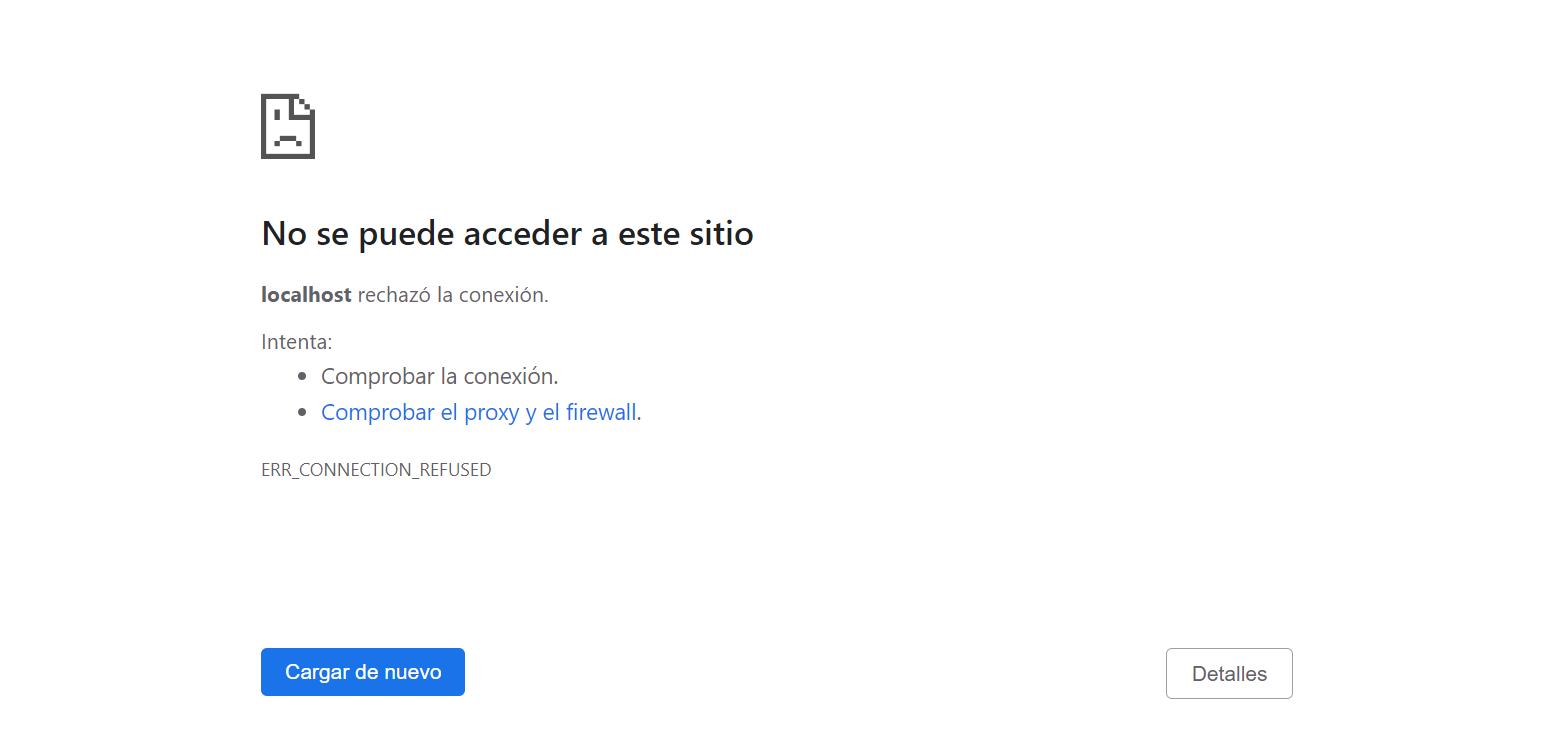 No se puede acceder a este sitio
localhost rechazó la conexión.
Intenta:
Comprobar la conexión.
Comprobar el proxy y el firewall.
ERR_CONNECTION_REFUSED
Cargar de nuevo
Detalles